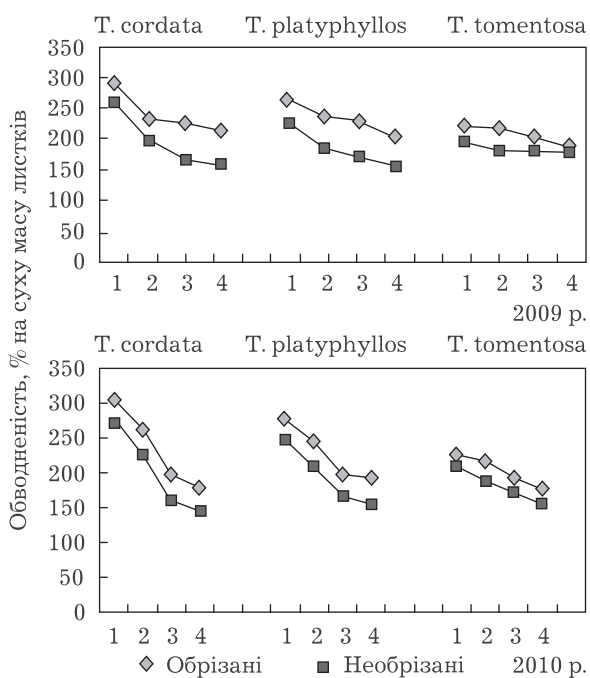 T. cordata T. platyphyllos T. tomentosa
350
300
250
200
150
100
50
0
1 2 3 4 1 2 3 4 1 2 3 4
2009 р.
Обводненість, % на суху масу листків
T. cordata T. platyphyllos T. tomentosa
350
300
250
200
150
100
50
0
1 2 3 4 1 2 3 4 1 2 3 4
Обрізані Необрізані 2010 р.